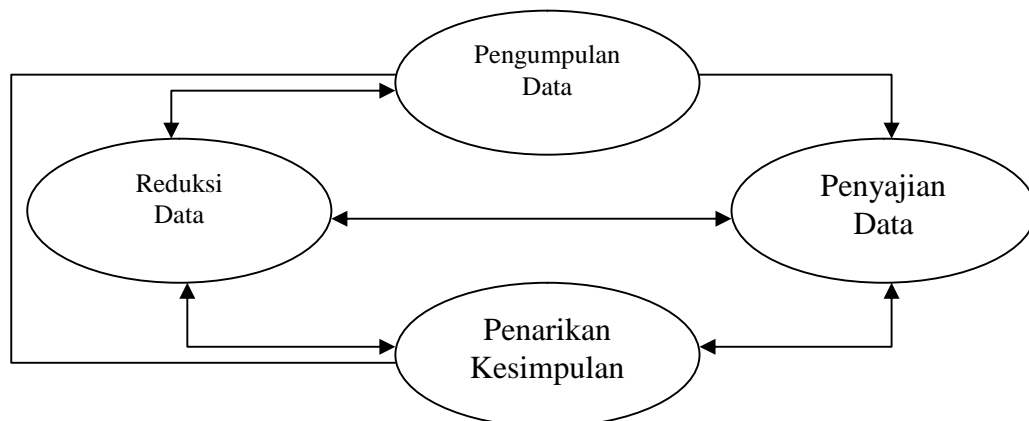 Pengumpulan
Data
Reduksi
Data
Penyajian
Data
Penarikan
Kesimpulan